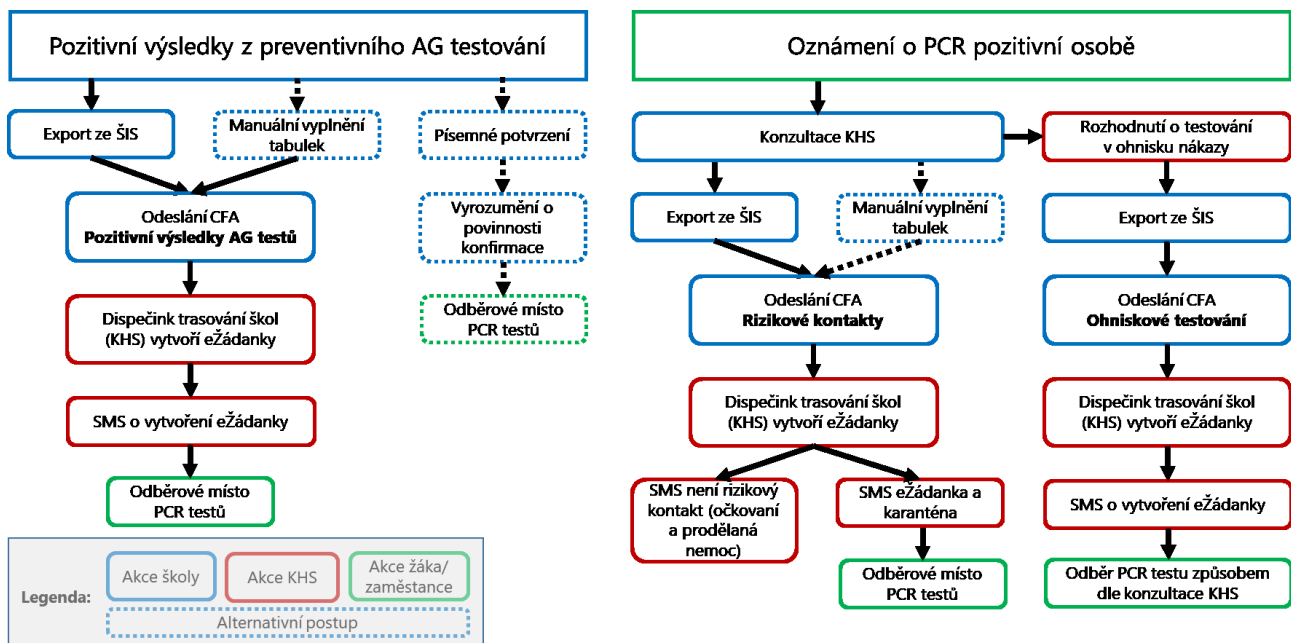 Pozitivní výsledky z preventivního AG testování
Export ze ŠIS
Manuální vyplnění
tabulek
Písemné potvrzení
Odeslání CFA
Pozitivní výsledky AG testů
Vyrozumění o
povinnosti
konfirmace
Dispečink trasování škol
(KHS) vytvoří eŽádanky
Odběrové místo
PCR testů
SMS o vytvoření eŽádanky
Odběrové místo
PCR testů
Legenda:
Akce školy
Akce KHS
Akce žáka/
zaměstance
Alternativní postup
Oznámení o PCR pozitivní osobě
Konzultace KHS
Rozhodnutí o testování
v ohnisku nákazy
Export ze ŠIS
Manuální vyplnění
tabulek
Export ze ŠIS
Odeslání CFA
Rizikové kontakty
Odeslání CFA
Ohniskové testování
Dispečink trasování škol
(KHS) vytvoří eŽádanky
Dispečink trasování škol
(KHS) vytvoří eŽádanky
SMS není rizikový
kontakt (očkovaní
a prodělaná
nemoc)
SMS eŽádanka a
karanténa
SMS o vytvoření eŽádanky
Odběrové místo
PCR testů
Odběr PCR testu způsobem
dle konzultace KHS